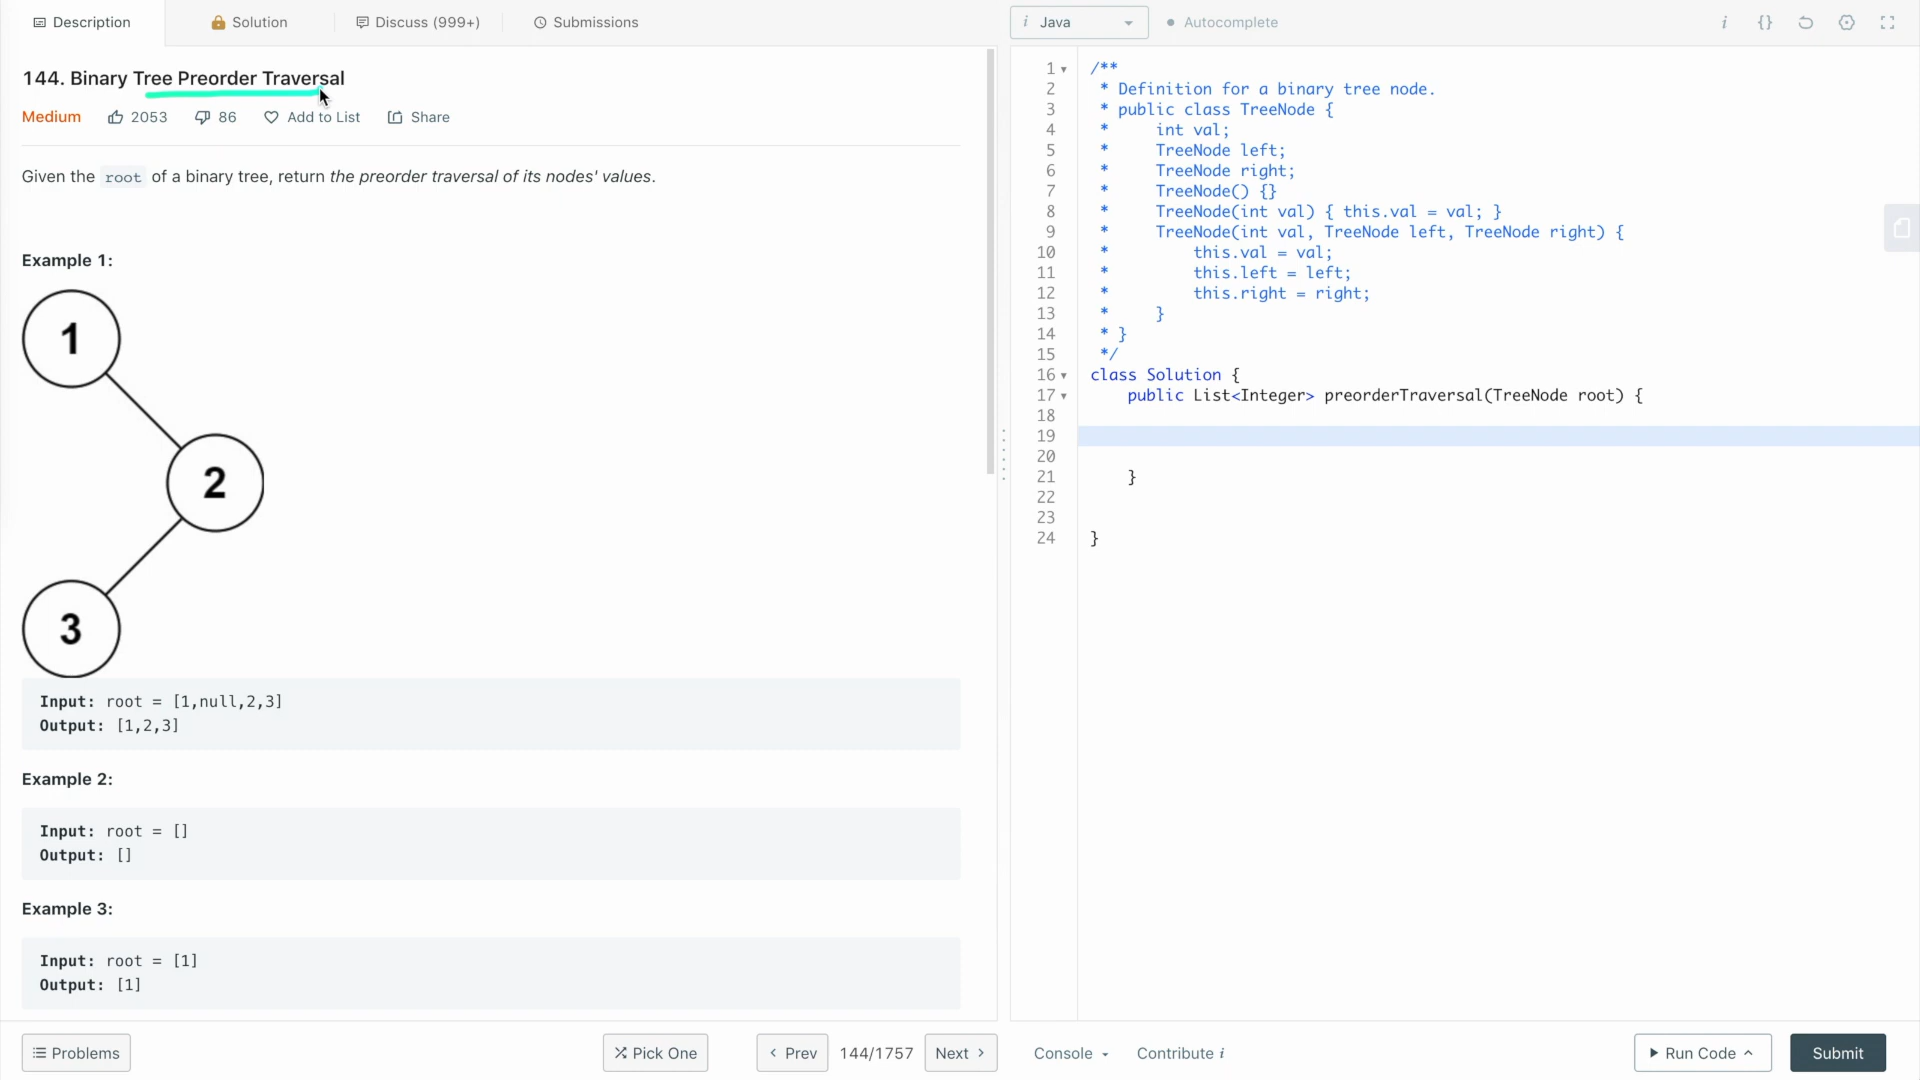 Description
Solution
Discuss (999+)
Submissions
144. Binary Tree Preorder Traversal
Medium 2053 86 Add to List Share
Given the root of a binary tree, return the preorder traversal of its nodes' values.
Example 1:
1
2
3
Input: root = [1,null,2,3]
Output: [1,2,3]
Example 2:
Input: root = []
Output: []
Example 3:
Input: root = [1]
Output: [1]
Problems
Pick One
Prev
144/1757
Next
i Java
Autocomplete
i {}
1 /**
2 * Definition for a binary tree node.
3 * public class TreeNode {
4 *     int val;
5 *     TreeNode left;
6 *     TreeNode right;
7 *     TreeNode() {}
8 *     TreeNode(int val) { this.val = val; }
9 *     TreeNode(int val, TreeNode left, TreeNode right) {
10 *         this.val = val;
11 *         this.left = left;
12 *         this.right = right;
13 *     }
14 * }
15 */
16 class Solution {
17     public List<Integer> preorderTraversal(TreeNode root) {
18
19
20
21     }
22
23
24 }
Console
Contribute i
Run Code
Submit